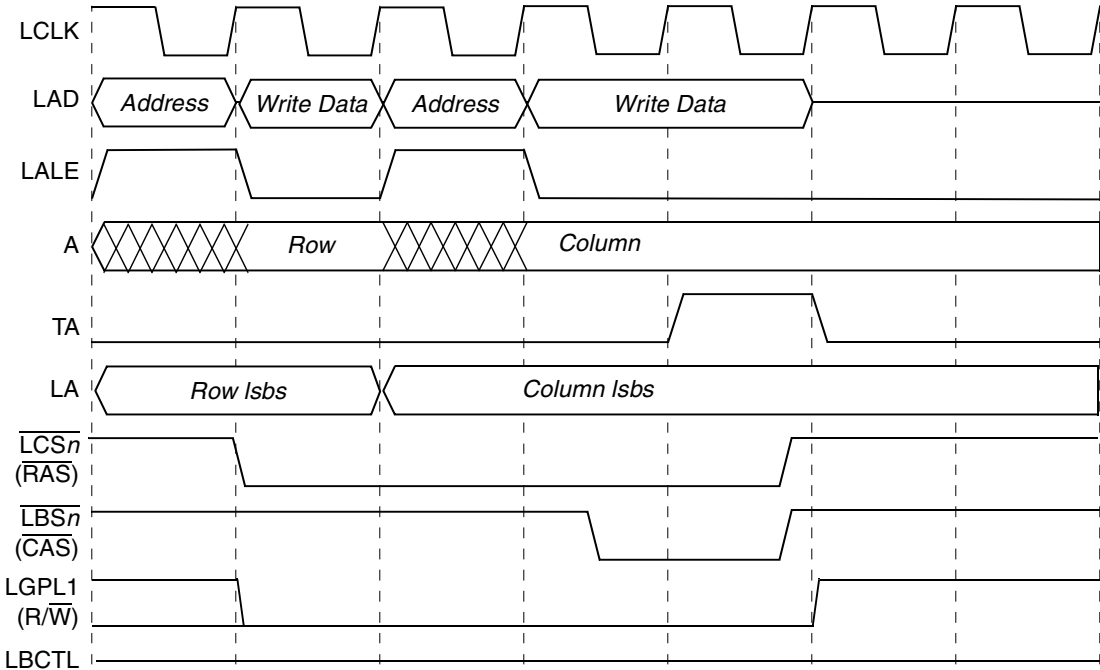 LCLK
LAD Address Write Data Address Write Data
LALE
A Row Column
TA
LA Row lsbs Column lsbs
LCSn
(RAS)
LBSn
(CAS)
LGPL1
(R/W)
LBCTL